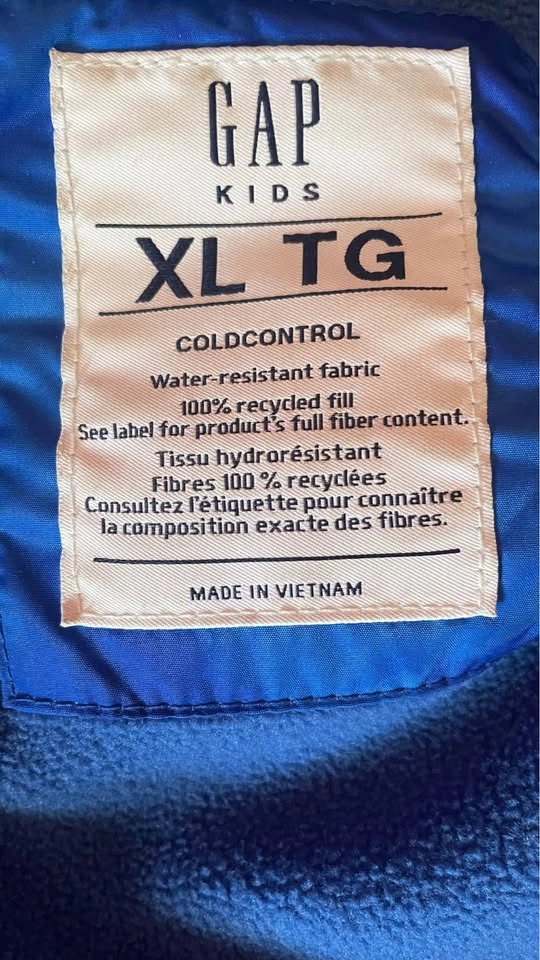 GAP
KIDS
XL TG
COLDCONTROL
Water-resistant fabric
100% recycled fill
See label for product's full fiber content.
Tissu hydrorésistant
Fibres 100 % recyclées
Consultez l'étiquette pour connaître
la composition exacte des fibres.
MADE IN VIETNAM